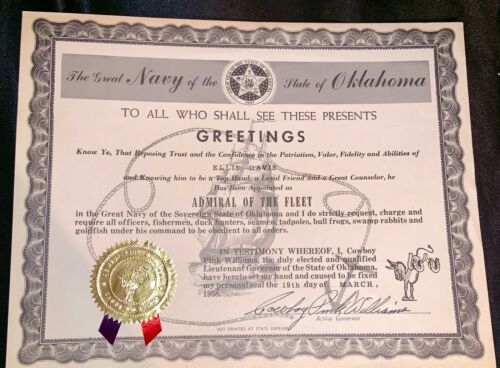 The Great Navy of the State of Oklahoma
TO ALL WHO SHALL SEE THESE PRESENTS
GREETINGS
Know Ye, That Reposing Trust and the Confidence in the Patriotism, Valor, Fidelity and Abilities of
ELLIS DAVIS
and Knowing him to be a Top Hand, a Loyal Friend and a Great Counselor, he
Has Been Appointed as
ADMIRAL OF THE FLEET
in the Great Navy of the Sovereign State of Oklahoma and I do strictly request, charge and
require all officers, fishermen, duck hunters, seamen, tadpoles, bull frogs, swamp rabbits and
goldfish under his command to be obedient to all orders.
IN TESTIMONY WHEREOF, I, Cowboy
Pink Williams, the duly elected and qualified
Lieutenant Governor of the State of Oklahoma,
have hereto set my hand and caused to be fixed
my personal seal the 19th day of MARCH,
1958.
Cowboy Pink Williams
Acting Governor
NOT PRINTED AT STATE EXPENSE